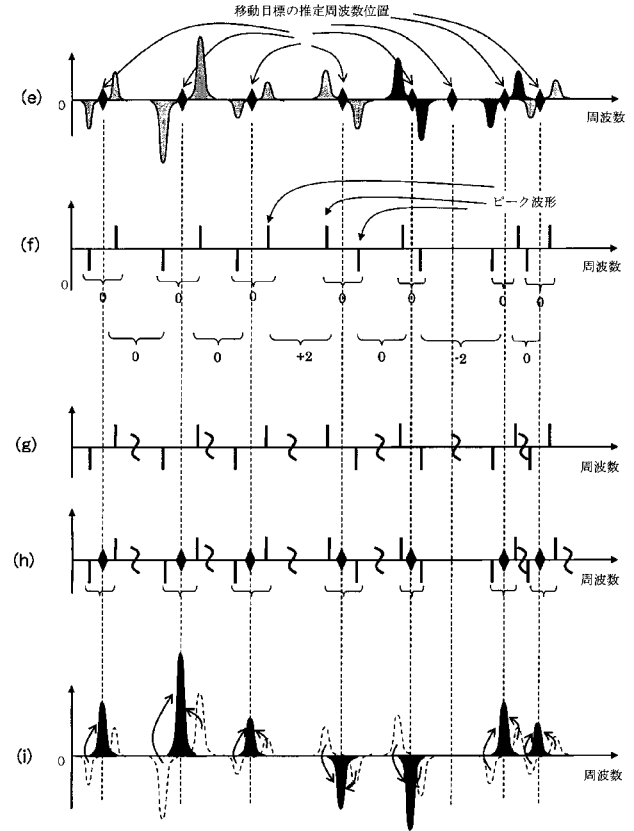 移動目標の推定周波数位置
(e)
0
周波数
ピーク波形
(f)
0
周波数
0 0 0 0 0 0 0
0 0 +2 0 -2 0
(g)
周波数
(h)
周波数
(i)
0
周波数